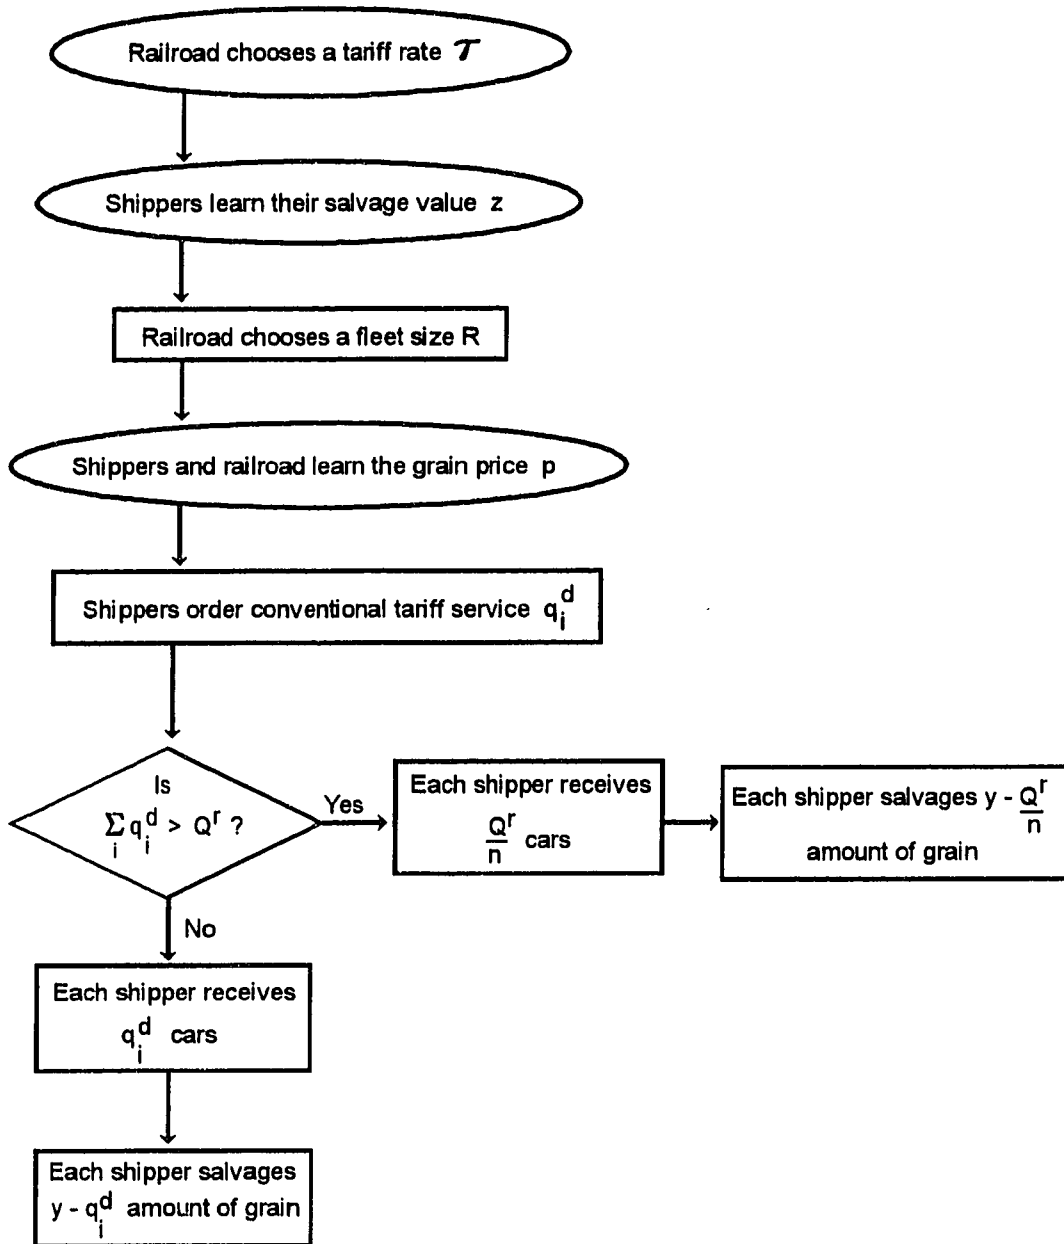 Railroad chooses a tariff rate 𝒯
Shippers learn their salvage value z
Railroad chooses a fleet size R
Shippers and railroad learn the grain price p
Shippers order conventional tariff service q_i^d
Is
∑_i q_i^d > Q^r ?
Yes
Each shipper receives
Q^r/n cars
Each shipper salvages y - Q^r/n
amount of grain
No
Each shipper receives
q_i^d cars
Each shipper salvages
y - q_i^d amount of grain